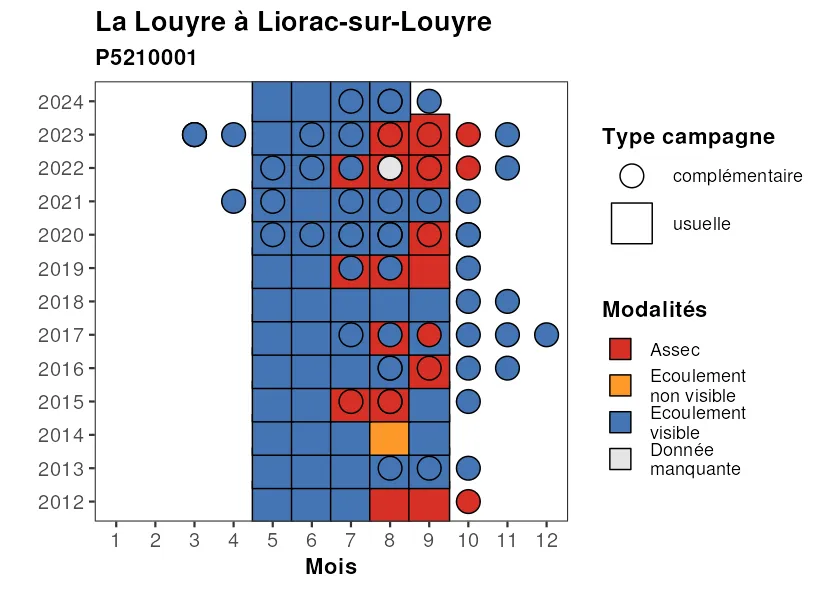 La Louyre à Liorac-sur-Louyre
P5210001
2024
2023
2022
2021
2020
2019
2018
2017
2016
2015
2014
2013
2012
1 2 3 4 5 6 7 8 9 10 11 12
Mois
Type campagne
complémentaire
usuelle
Modalités
Assec
Ecoulement
non visible
Ecoulement
visible
Donnée
manquante